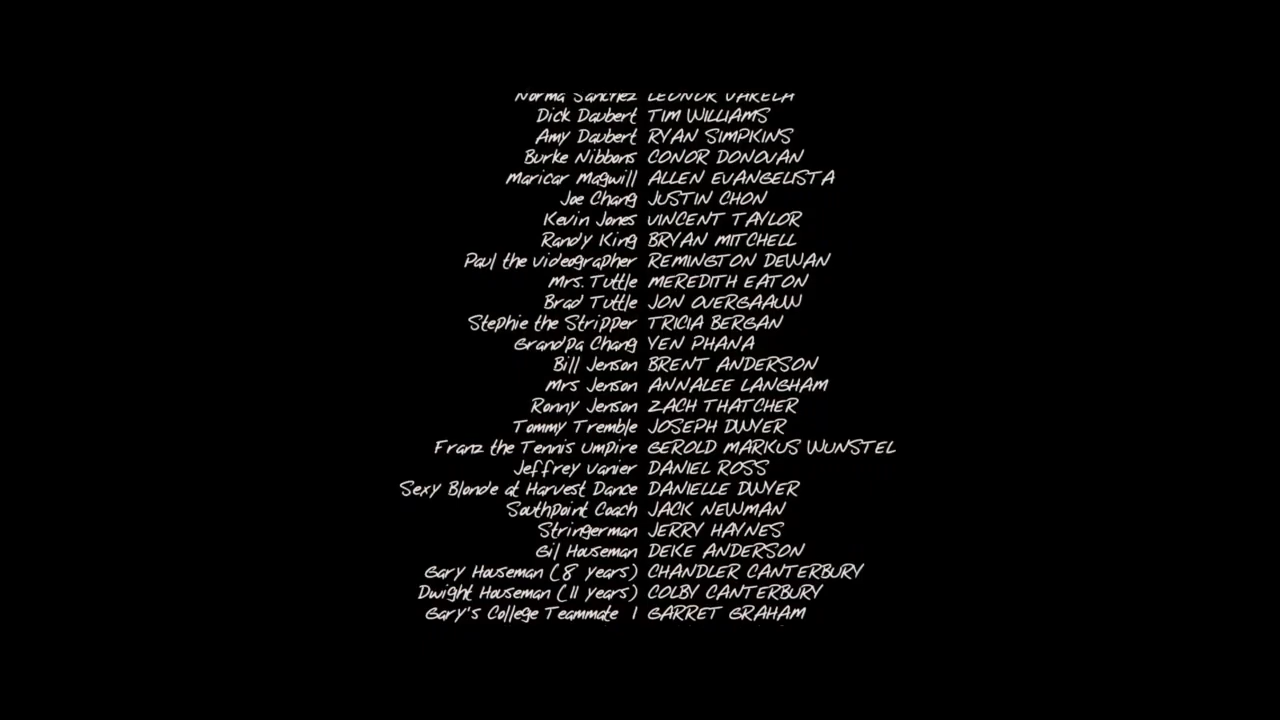 Norma Sanchez LEONOR VARELA
Dick Daubert TIM WILLIAMS
Amy Daubert RYAN SIMPKINS
Burke Nibbons CONOR DONOVAN
Maricar Magwill ALLEN EVANGELISTA
Joe Chang JUSTIN CHON
Kevin Jones VINCENT TAYLOR
Randy King BRYAN MITCHELL
Paul the videographer REMINGTON DEWAN
Mrs. Tuttle MEREDITH EATON
Brad Tuttle JON OVERGAAUW
Stephie the Stripper TRICIA BERGAN
Grandpa Chang YEN PHANA
Bill Jenson BRENT ANDERSON
Mrs Jenson ANNALEE LANGHAM
Ronny Jenson ZACH THATCHER
Tommy Tremble JOSEPH DWYER
Franz the Tennis Umpire GEROLD MARKUS WUNSTEL
Jeffrey Vanier DANIEL ROSS
Sexy Blonde at Harvest Dance DANIELLE DWYER
Southpoint Coach JACK NEWMAN
Stringerman JERRY HAYNES
Gil Houseman DEKE ANDERSON
Gary Houseman (8 years) CHANDLER CANTERBURY
Dwight Houseman (11 years) COLBY CANTERBURY
Gary's College Teammate 1 GARRET GRAHAM